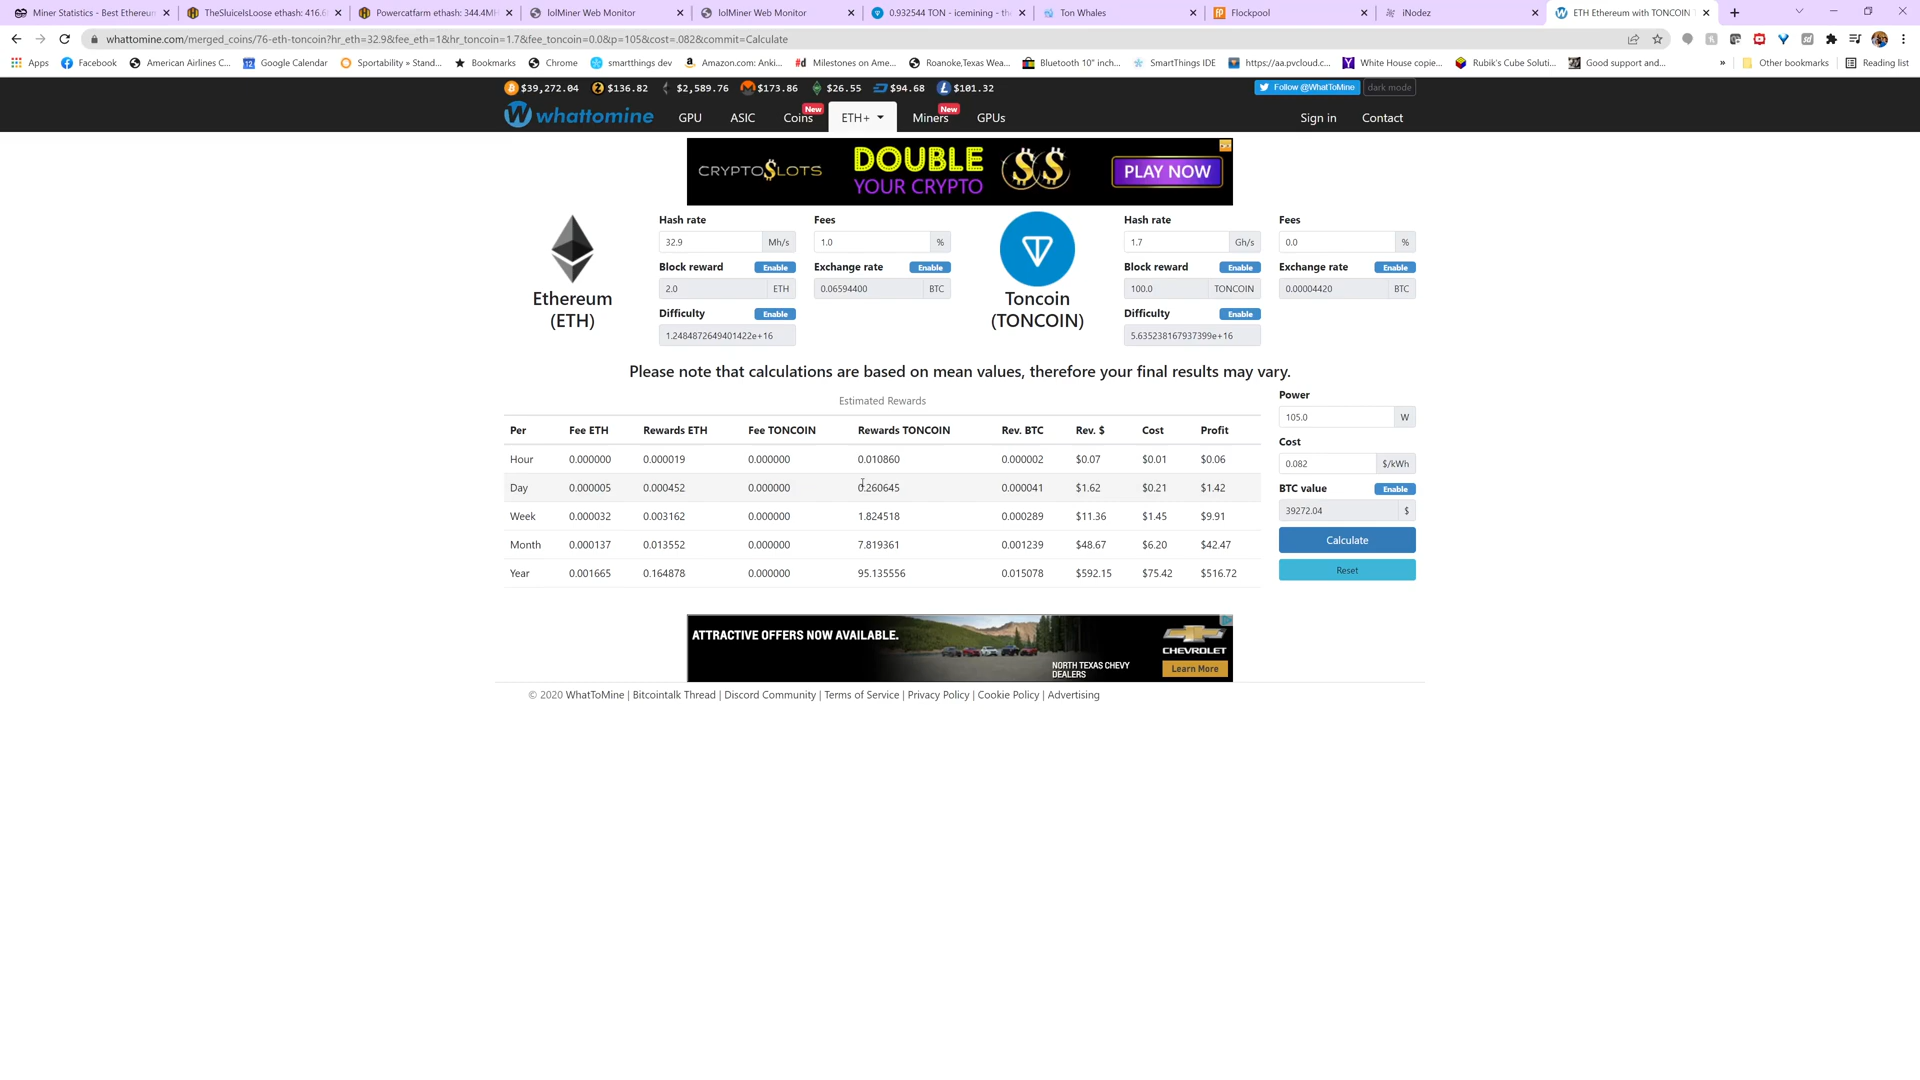 Miner Statistics - Best Ethereum
TheSluiceIsLoose ethash: 416.6
Powercatfarm ethash: 344.4MH
lolMiner Web Monitor
lolMiner Web Monitor
0.932544 TON - icemining - th
Ton Whales
Flockpool
iNodez
ETH Ethereum with TONCOIN
whattomine.com/merged_coins/76-eth-toncoin?hr_eth=32.9&fee_eth=1&hr_toncoin=1.7&fee_toncoin=0.0&p=105&cost=.082&commit=Calculate
Apps
Facebook
American Airlines C...
Google Calendar
Sportability » Stand...
Bookmarks
Chrome
smartthings dev
Amazon.com: Anki...
Milestones on Ame...
Roanoke,Texas Wea...
Bluetooth 10" inch...
SmartThings IDE
https://aa.pvcloud.c...
White House copie...
Rubik's Cube Soluti...
Good support and...
»
Other bookmarks
Reading list
$39,272.04 $136.82 $2,589.76 $173.86 $26.55 $94.68 $101.32
Follow @WhatToMine
dark mode
whattomine
GPU ASIC Coins New ETH+ Miners New GPUs
Sign in Contact
CRYPTO$LOTS
DOUBLE
YOUR CRYPTO
$$
PLAY NOW
Ethereum
(ETH)
Hash rate
32.9 Mh/s
Fees
1.0 %
Block reward Enable
2.0 ETH
Exchange rate Enable
0.06594400 BTC
Difficulty Enable
1.2484872649401422e+16
Toncoin
(TONCOIN)
Hash rate
1.7 Gh/s
Fees
0.0 %
Block reward Enable
100.0 TONCOIN
Exchange rate Enable
0.00004420 BTC
Difficulty Enable
5.635238167937399e+16
Please note that calculations are based on mean values, therefore your final results may vary.
Estimated Rewards
Per Fee ETH Rewards ETH Fee TONCOIN Rewards TONCOIN Rev. BTC Rev. $ Cost Profit
Hour 0.000000 0.000019 0.000000 0.010860 0.000002 $0.07 $0.01 $0.06
Day 0.000005 0.000452 0.000000 0.260645 0.000041 $1.62 $0.21 $1.42
Week 0.000032 0.003162 0.000000 1.824518 0.000289 $11.36 $1.45 $9.91
Month 0.000137 0.013552 0.000000 7.819361 0.001239 $48.67 $6.20 $42.47
Year 0.001665 0.164878 0.000000 95.135556 0.015078 $592.15 $75.42 $516.72
Power
105.0 W
Cost
0.082 $/kWh
BTC value Enable
39272.04 $
Calculate
Reset
ATTRACTIVE OFFERS NOW AVAILABLE.
NORTH TEXAS CHEVY
DEALERS
CHEVROLET
Learn More
© 2020 WhatToMine | Bitcointalk Thread | Discord Community | Terms of Service | Privacy Policy | Cookie Policy | Advertising